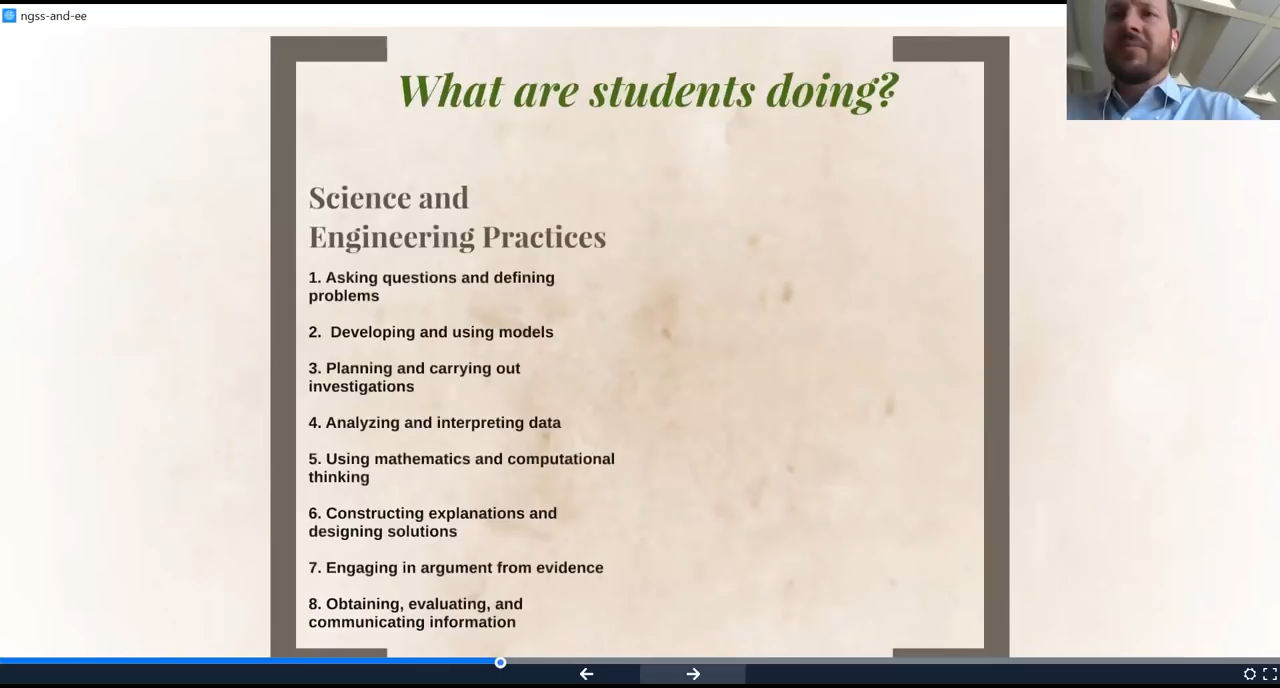 ngss-and-ee
What are students doing?
Science and
Engineering Practices
1. Asking questions and defining
problems
2.  Developing and using models
3. Planning and carrying out
investigations
4. Analyzing and interpreting data
5. Using mathematics and computational
thinking
6. Constructing explanations and
designing solutions
7. Engaging in argument from evidence
8. Obtaining, evaluating, and
communicating information